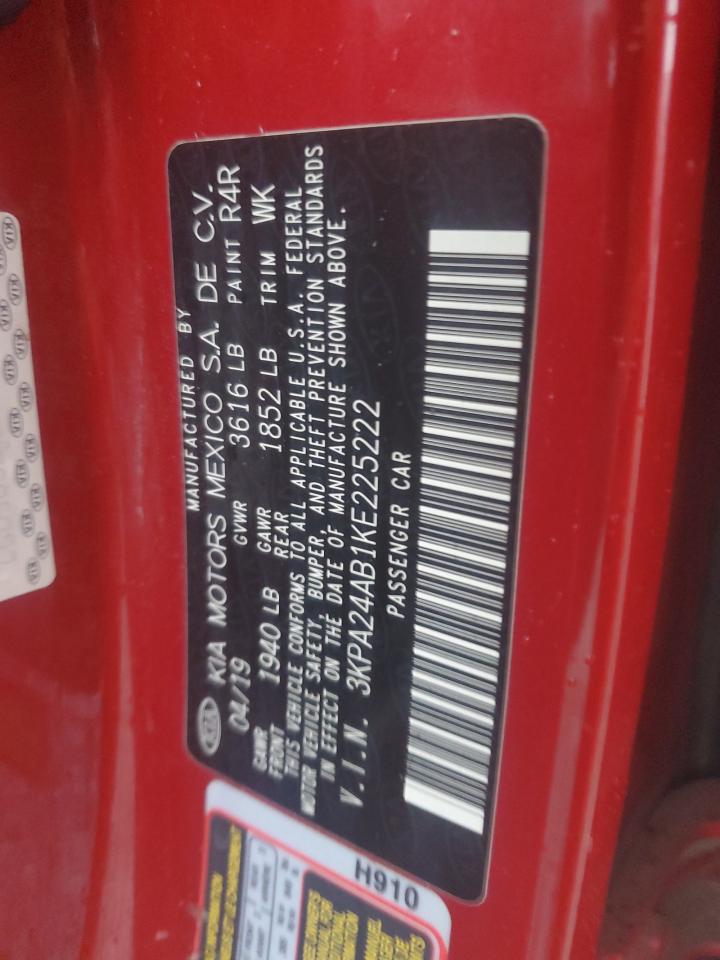 MANUFACTURED BY
KIA KIA MOTORS MEXICO S.A. DE C.V.
04/19 GVWR 3616 LB PAINT R4R
GAWR FRONT 1940 LB GAWR REAR 1852 LB TRIM WK
THIS VEHICLE CONFORMS TO ALL APPLICABLE U.S.A. FEDERAL
MOTOR VEHICLE SAFETY, BUMPER, AND THEFT PREVENTION STANDARDS
IN EFFECT ON THE DATE OF MANUFACTURE SHOWN ABOVE.
V.I.N. 3KPA24AB1KE225222
PASSENGER CAR
H910